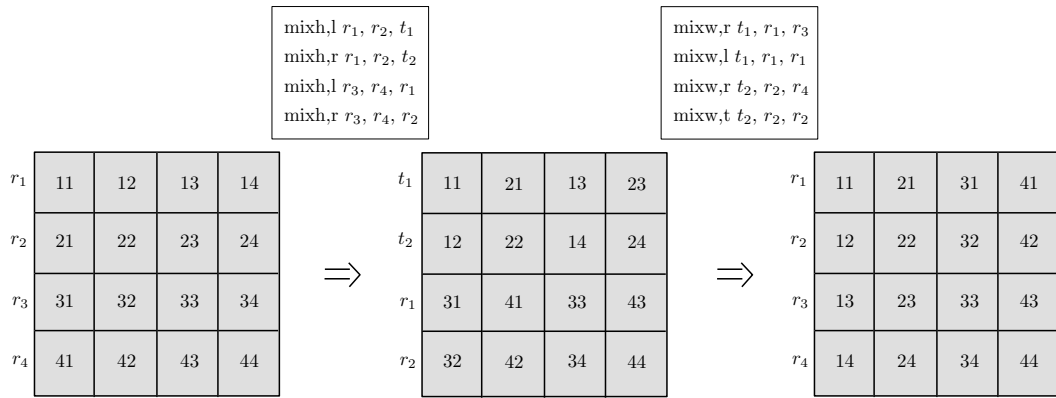 mixh,l r₁, r₂, t₁
mixh,r r₁, r₂, t₂
mixh,l r₃, r₄, r₁
mixh,r r₃, r₄, r₂
mixw,r t₁, r₁, r₃
mixw,l t₁, r₁, r₁
mixw,r t₂, r₂, r₄
mixw,t t₂, r₂, r₂
r₁ 11 12 13 14
r₂ 21 22 23 24
r₃ 31 32 33 34
r₄ 41 42 43 44
⇒
t₁ 11 21 13 23
t₂ 12 22 14 24
r₁ 31 41 33 43
r₂ 32 42 34 44
⇒
r₁ 11 21 31 41
r₂ 12 22 32 42
r₃ 13 23 33 43
r₄ 14 24 34 44